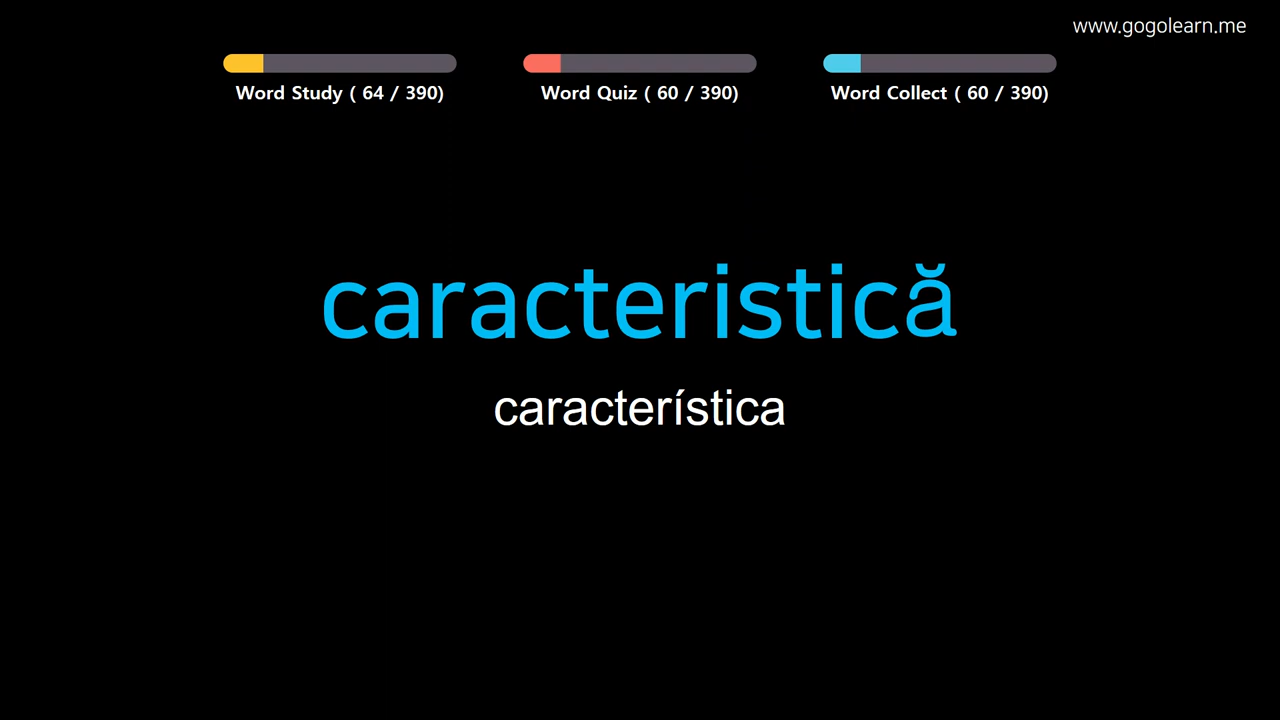 www.gogolearn.me
Word Study ( 64 / 390) Word Quiz ( 60 / 390) Word Collect ( 60 / 390)
caracteristică
característica